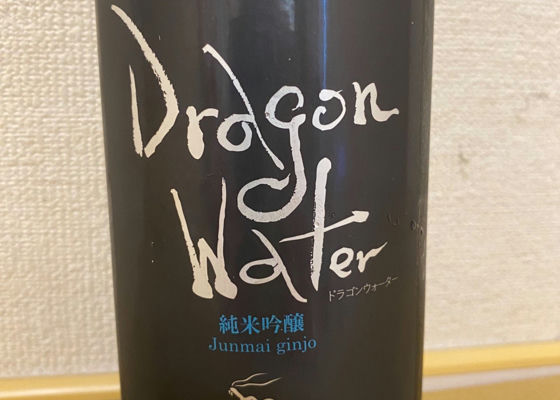 Dragon
Water
ドラゴンウォーター
純米吟醸
Junmai ginjo